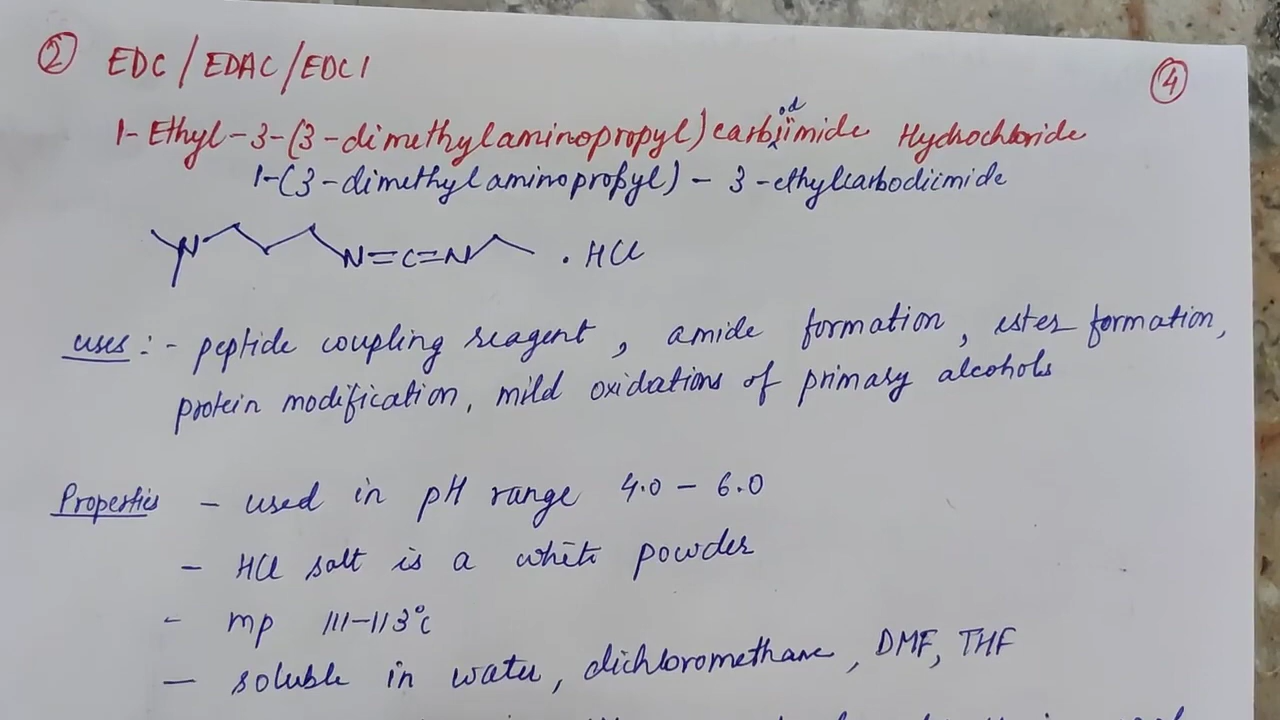 ② EDC / EDAC / EDCI
④
1- Ethyl - 3 - (3 - dimethylaminopropyl) carbodiimide Hydrochloride
1-(3-dimethylaminopropyl) - 3 - ethylcarbodiimide
N N=C=N . HCl
uses : - peptide coupling reagent , amide formation , ester formation,
protein modification, mild oxidations of primary alcohols
Properties - used in pH range 4.0 - 6.0
- HCl salt is a white powder
- mp 111-113°C
- soluble in water, dichloromethane, DMF, THF